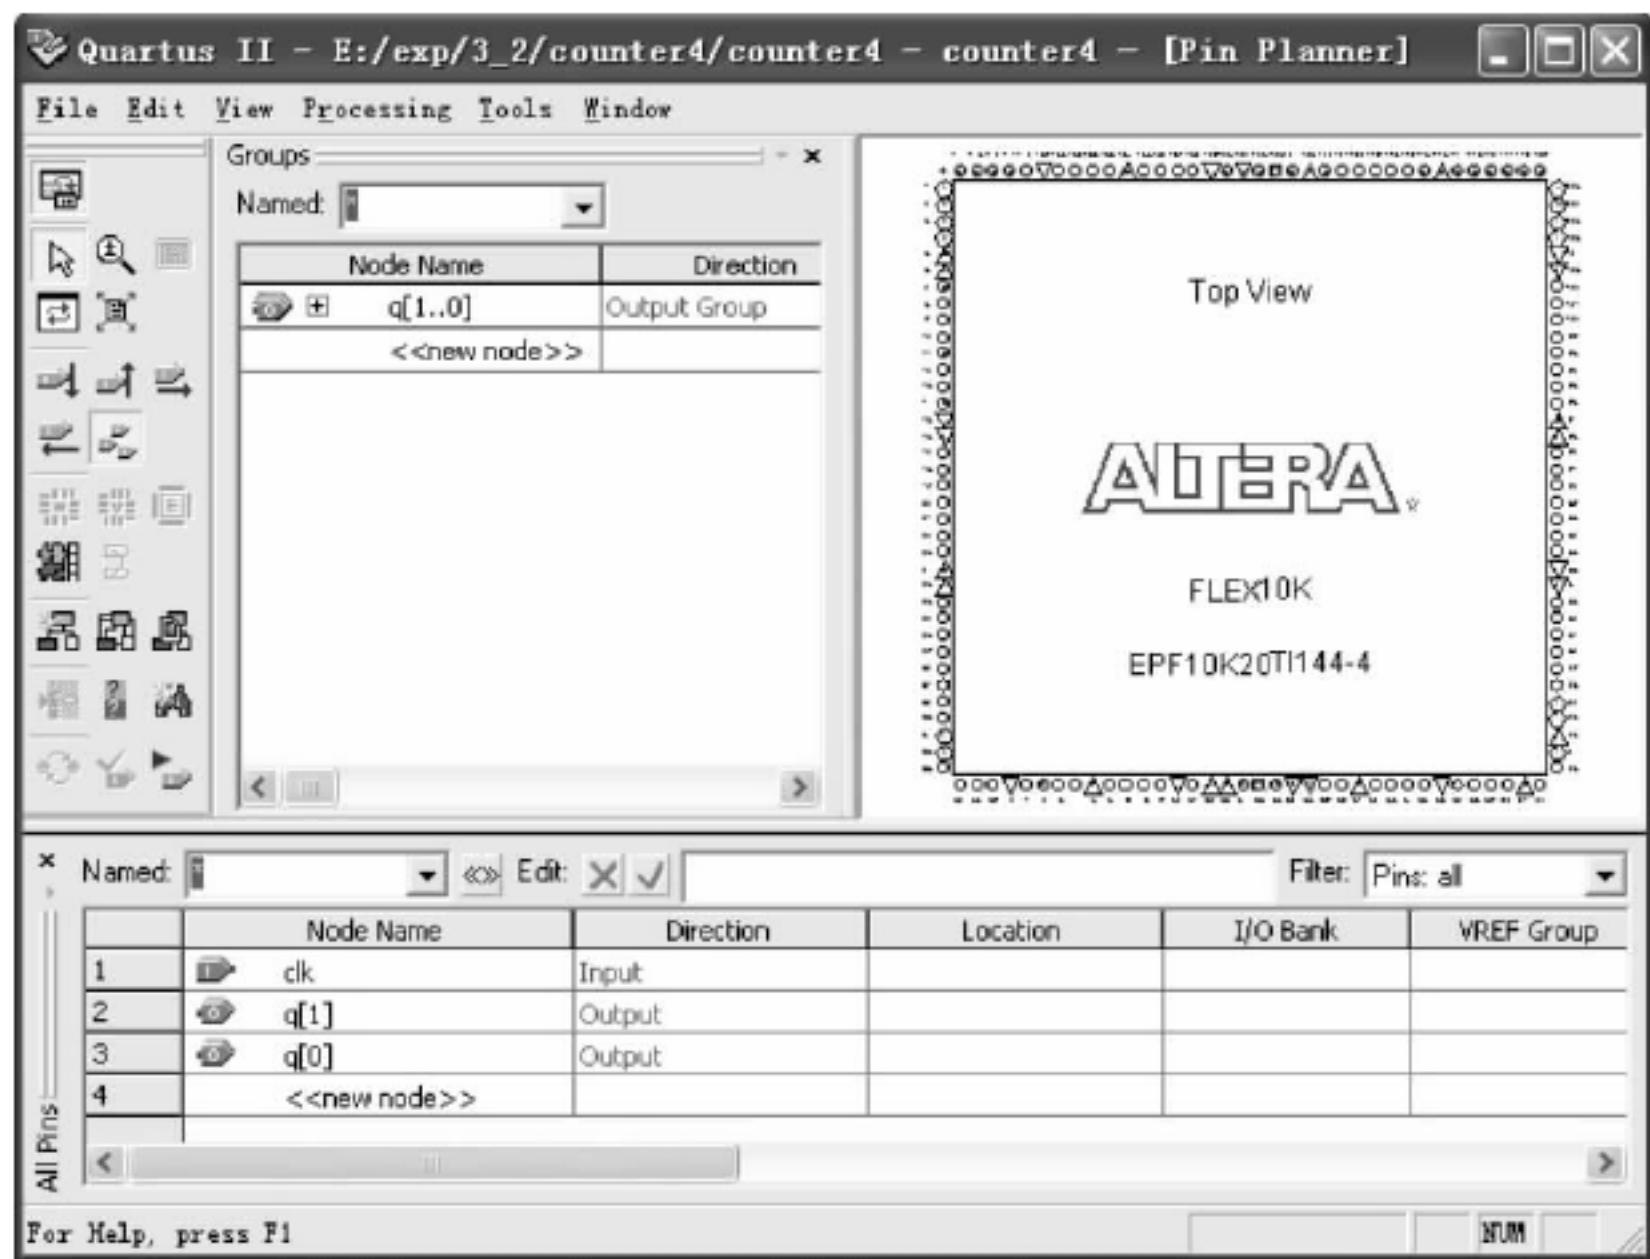 Quartus II - E:/exp/3_2/counter4/counter4 - counter4 - [Pin Planner]
File Edit View Processing Tools Window
Groups
Named: *
Node Name Direction
q[1..0] Output Group
<<new node>>
Top View
ALTERA
FLEX10K
EPF10K20TI144-4
Named: * Edit: Filter: Pins: all
Node Name Direction Location I/O Bank VREF Group
1 clk Input
2 q[1] Output
3 q[0] Output
4 <<new node>>
All Pins
For Help, press F1 NUM